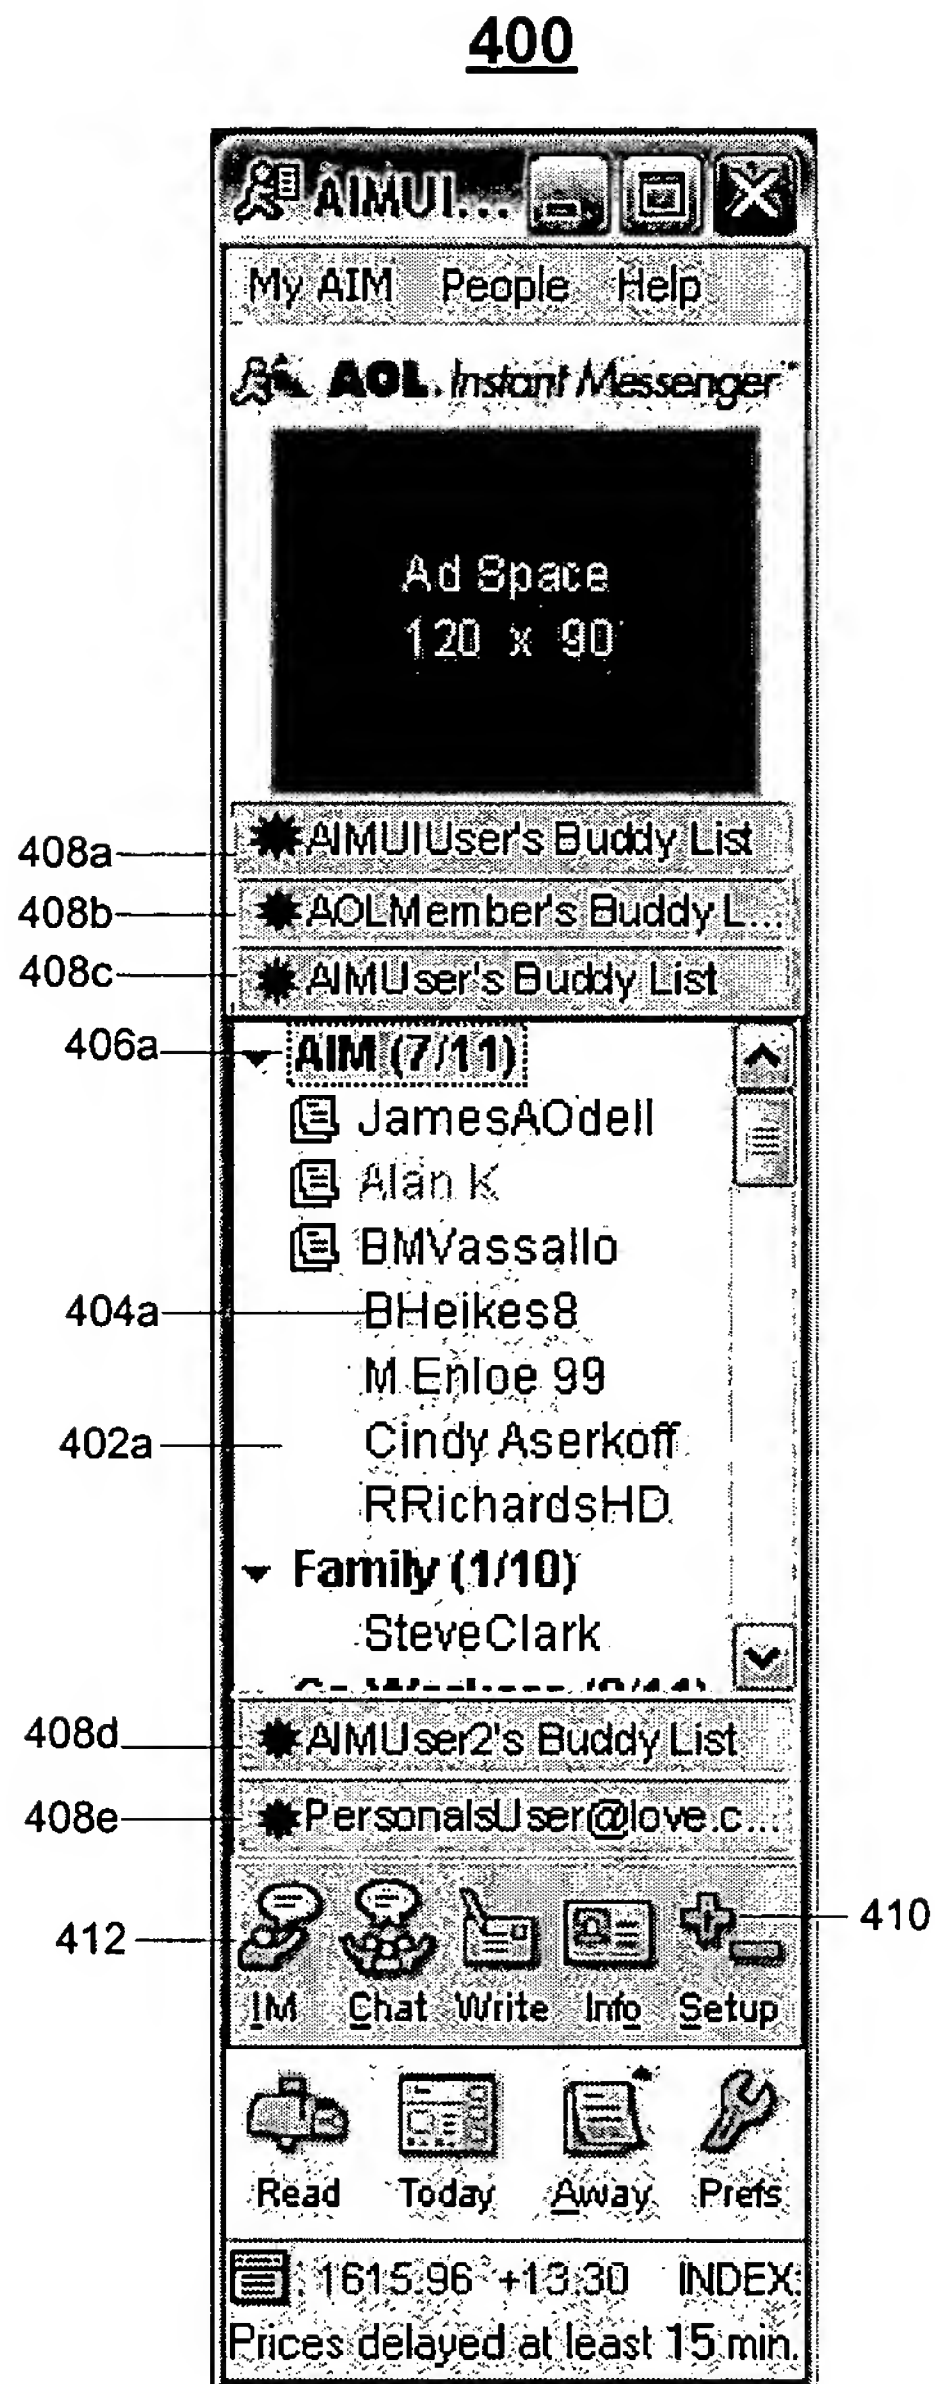 400
AIMUI...
My AIM People Help
AOL Instant Messenger
Ad Space
120 x 90
408a AIMUIUser's Buddy List
408b AOLMember's Buddy L...
408c AIMUser's Buddy List
406a AIM (7/11)
JamesAOdell
Alan K
BMVassallo
404a BHeikes8
M Enloe 99
402a Cindy Aserkoff
RRichardsHD
Family (1/10)
SteveClark
408d AIMUser2's Buddy List
408e PersonalsUser@love.c...
412 410
IM Chat Write Info Setup
Read Today Away Prefs
1615.96 +13.30 INDEX:
Prices delayed at least 15 min.